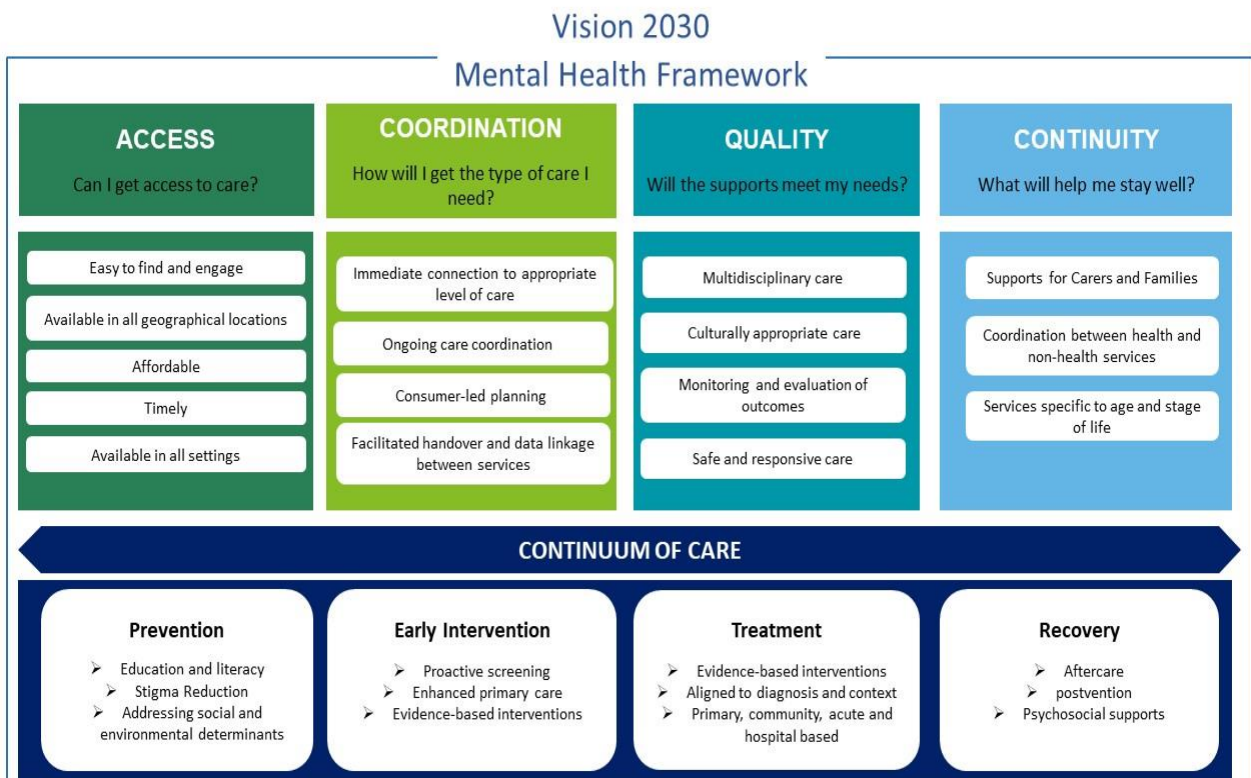 Vision 2030
Mental Health Framework
ACCESS
Can I get access to care?
COORDINATION
How will I get the type of care I
need?
QUALITY
Will the supports meet my needs?
CONTINUITY
What will help me stay well?
Easy to find and engage
Available in all geographical locations
Affordable
Timely
Available in all settings
Immediate connection to appropriate
level of care
Ongoing care coordination
Consumer-led planning
Facilitated handover and data linkage
between services
Multidisciplinary care
Culturally appropriate care
Monitoring and evaluation of
outcomes
Safe and responsive care
Supports for Carers and Families
Coordination between health and
non-health services
Services specific to age and stage
of life
CONTINUUM OF CARE
Prevention
➢ Education and literacy
➢ Stigma Reduction
➢ Addressing social and
environmental determinants
Early Intervention
➢ Proactive screening
➢ Enhanced primary care
➢ Evidence-based interventions
Treatment
➢ Evidence-based interventions
➢ Aligned to diagnosis and context
➢ Primary, community, acute and
hospital based
Recovery
➢ Aftercare
➢ postvention
➢ Psychosocial supports